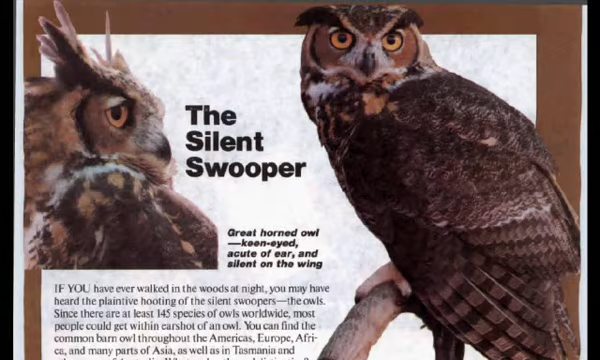 The
Silent
Swooper
Great horned owl
—keen-eyed,
acute of ear, and
silent on the wing
IF YOU have ever walked in the woods at night, you may have
heard the plaintive hooting of the silent swoopers—the owls.
Since there are at least 145 species of owls worldwide, most
people could get within earshot of an owl. You can find the
common barn owl throughout the Americas, Europe, Afri-
ca, and many parts of Asia, as well as in Tasmania and